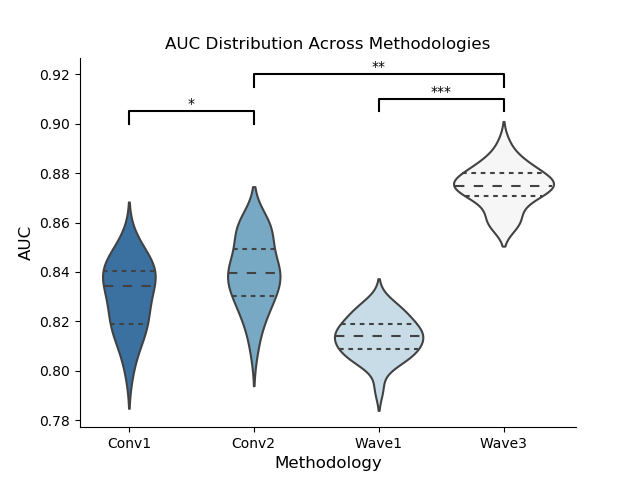 AUC Distribution Across Methodologies
**
***
*
AUC
0.92
0.90
0.88
0.86
0.84
0.82
0.80
0.78
Conv1 Conv2 Wave1 Wave3
Methodology